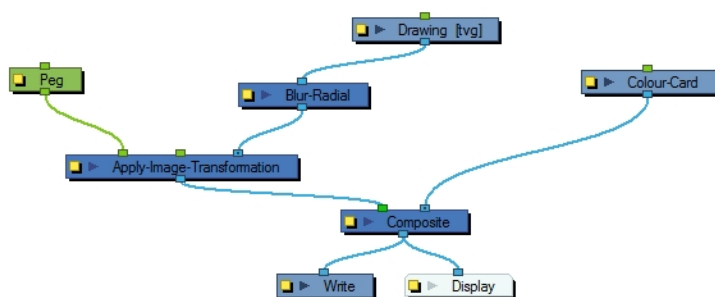 Drawing [tvg]
Peg
Blur-Radial
Colour-Card
Apply-Image-Transformation
Composite
Write
Display